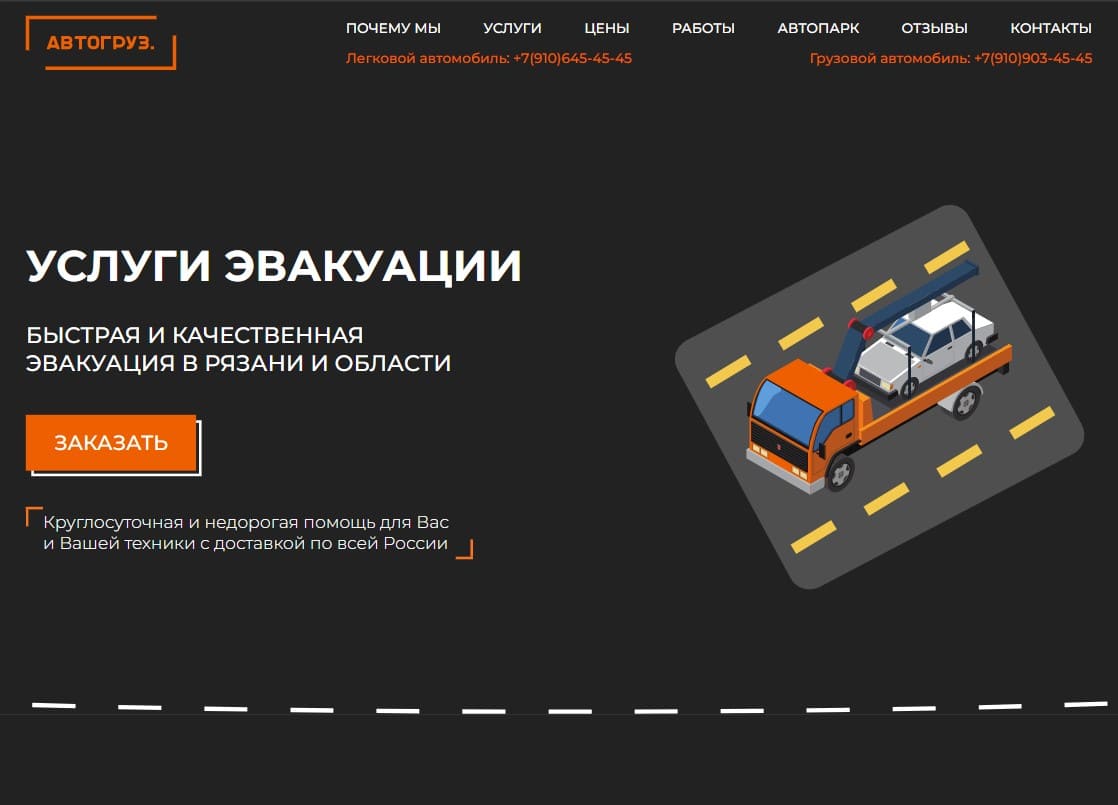 АВТОГРУЗ.
ПОЧЕМУ МЫ УСЛУГИ ЦЕНЫ РАБОТЫ АВТОПАРК ОТЗЫВЫ КОНТАКТЫ
Легковой автомобиль: +7(910)645-45-45 Грузовой автомобиль: +7(910)903-45-45
УСЛУГИ ЭВАКУАЦИИ
БЫСТРАЯ И КАЧЕСТВЕННАЯ
ЭВАКУАЦИЯ В РЯЗАНИ И ОБЛАСТИ
ЗАКАЗАТЬ
Круглосуточная и недорогая помощь для Вас
и Вашей техники с доставкой по всей России